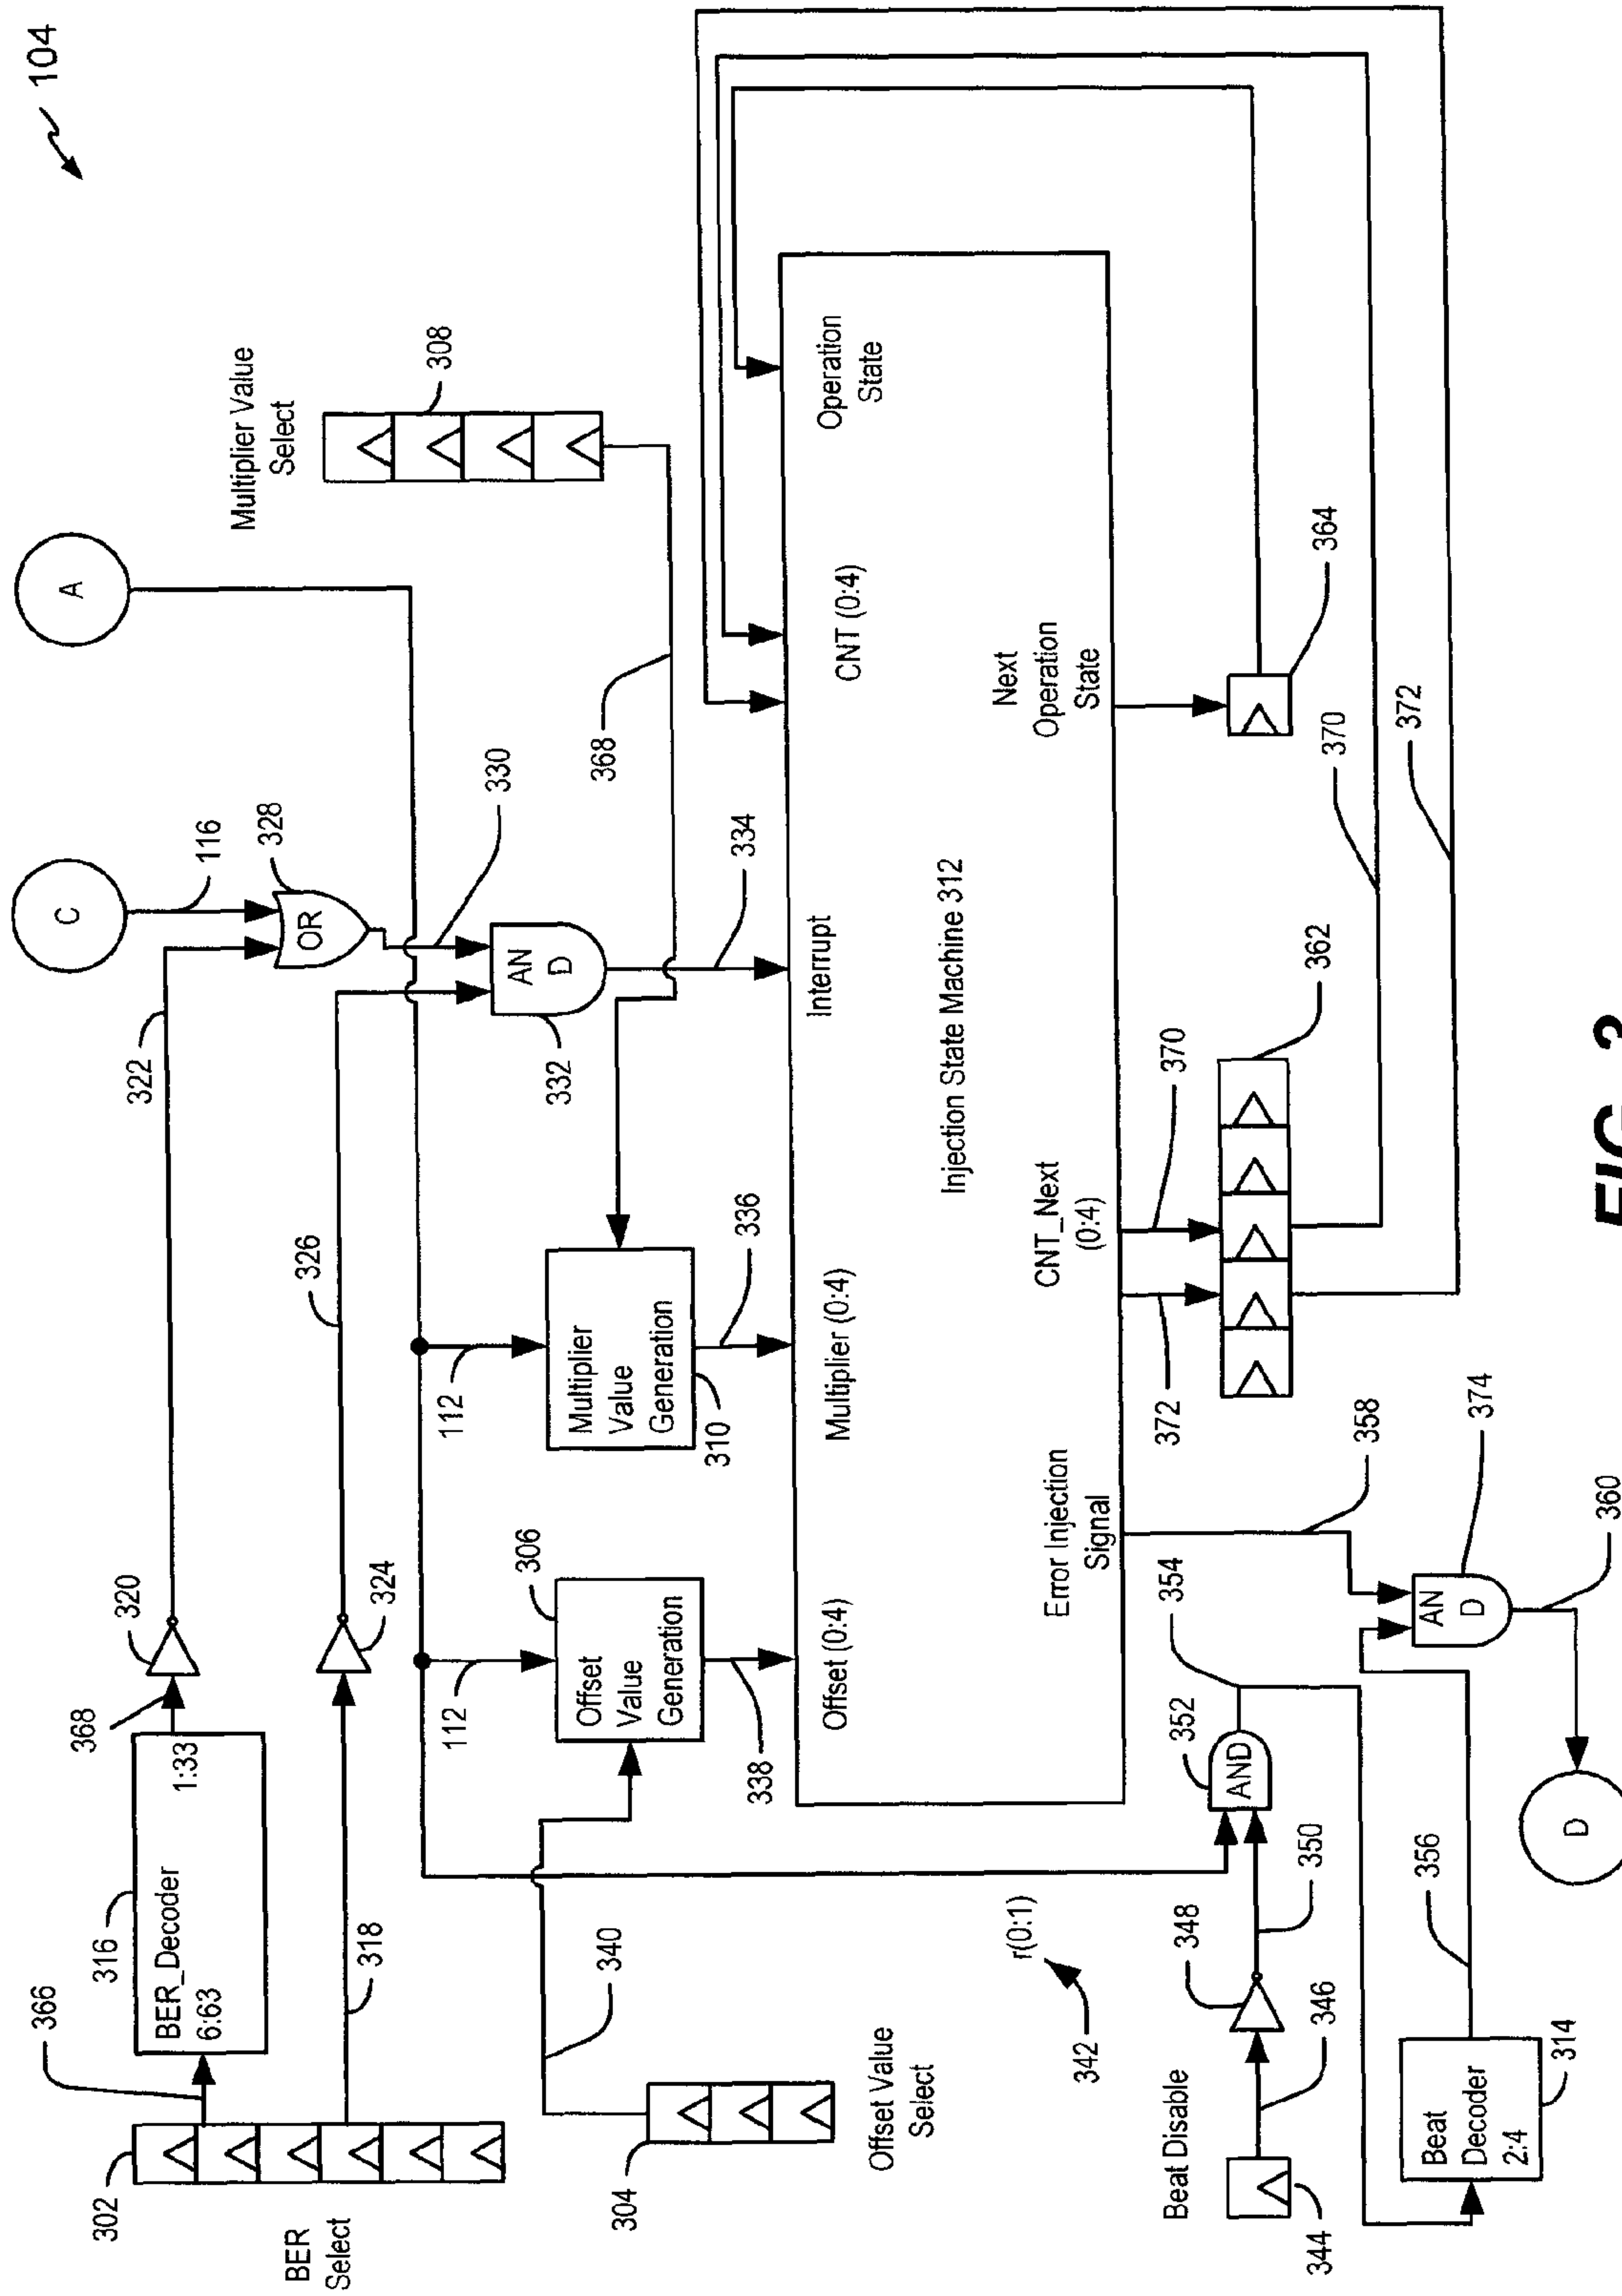 104
C
A
302
366
316
BER_Decoder
6:63
1:33
368
320
322
116
328
OR
BER
Select
318
324
326
330
Multiplier Value
Select
308
304
340
112
306
Offset
Value
Generation
338
112
310
Multiplier
Value
Generation
336
332
AN
D
334
368
Offset Value
Select
Offset (0:4)
Multiplier (0:4)
Interrupt
CNT (0:4)
Operation
State
Injection State Machine 312
342
r(0:1)
Error Injection
Signal
CNT_Next
(0:4)
Next
Operation
State
Beat Disable
344
346
348
350
352
AND
354
358
372
370
362
364
370
372
314
Beat
Decoder
2:4
356
AN
D
374
360
D
FIG.